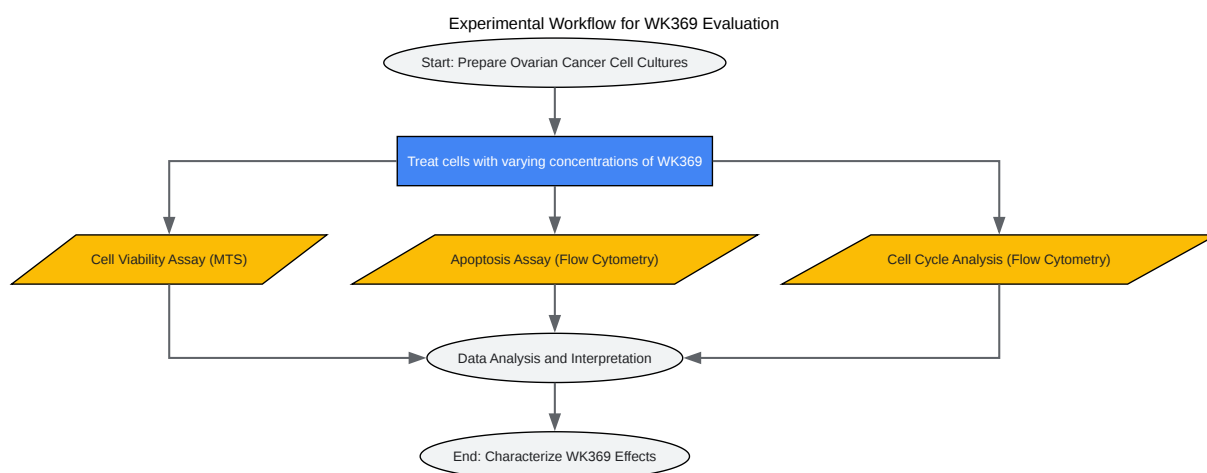 Experimental Workflow for WK369 Evaluation
Start: Prepare Ovarian Cancer Cell Cultures
Treat cells with varying concentrations of WK369
Cell Viability Assay (MTS)
Apoptosis Assay (Flow Cytometry)
Cell Cycle Analysis (Flow Cytometry)
Data Analysis and Interpretation
End: Characterize WK369 Effects